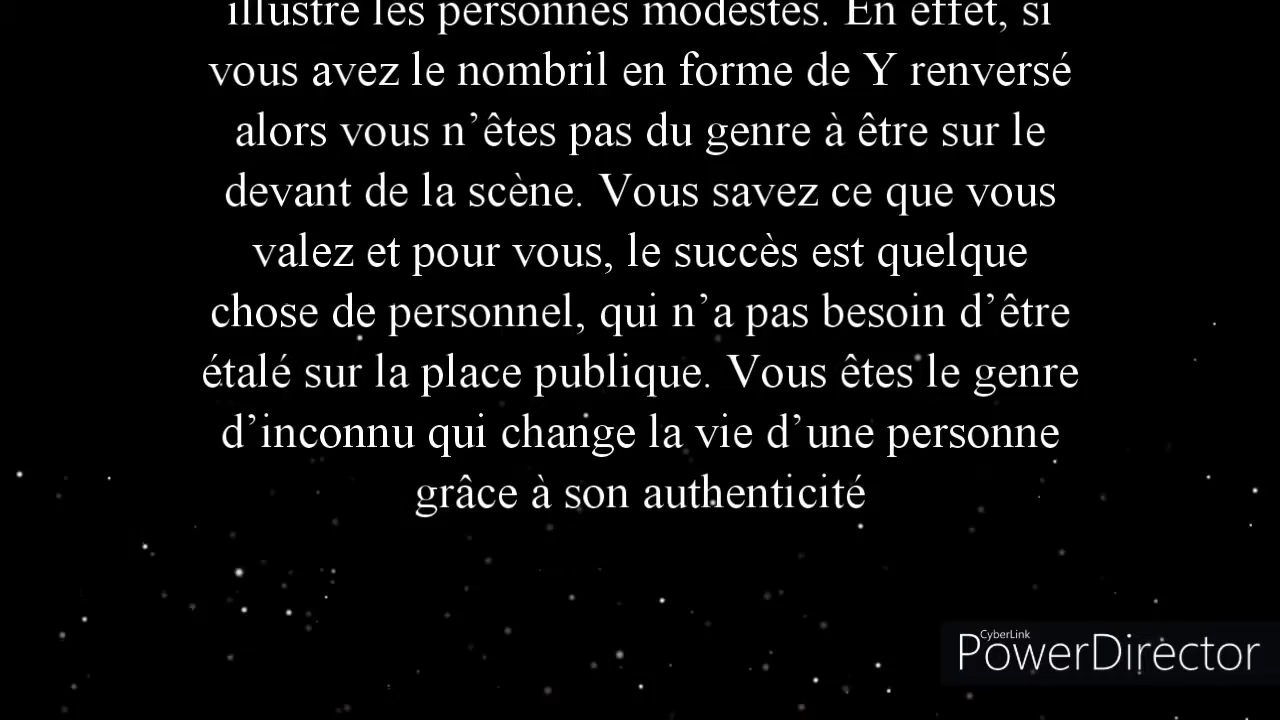 illustre les personnes modestes. En effet, si
vous avez le nombril en forme de Y renversé
alors vous n’êtes pas du genre à être sur le
devant de la scène. Vous savez ce que vous
valez et pour vous, le succès est quelque
chose de personnel, qui n’a pas besoin d’être
étalé sur la place publique. Vous êtes le genre
d’inconnu qui change la vie d’une personne
grâce à son authenticité
CyberLink
PowerDirector